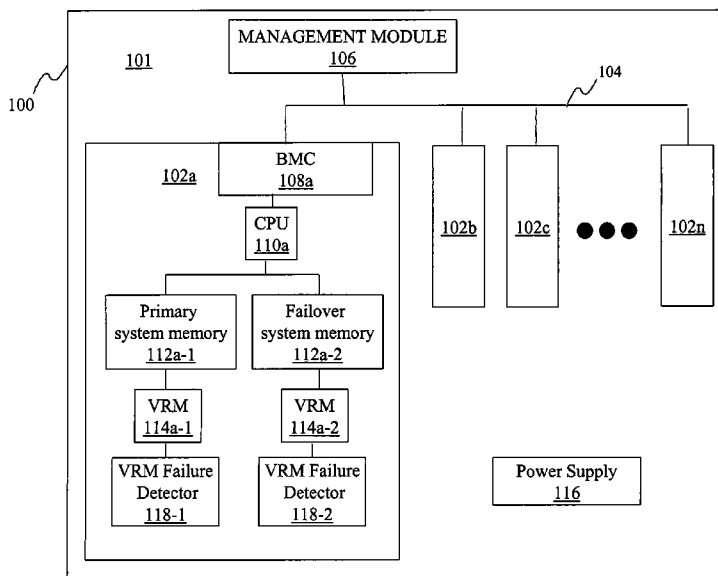 MANAGEMENT MODULE
106
101
100
104
BMC
108a
102a
CPU
110a
102b
102c
102n
Primary
system memory
112a-1
Failover
system memory
112a-2
VRM
114a-1
VRM
114a-2
VRM Failure
Detector
118-1
VRM Failure
Detector
118-2
Power Supply
116